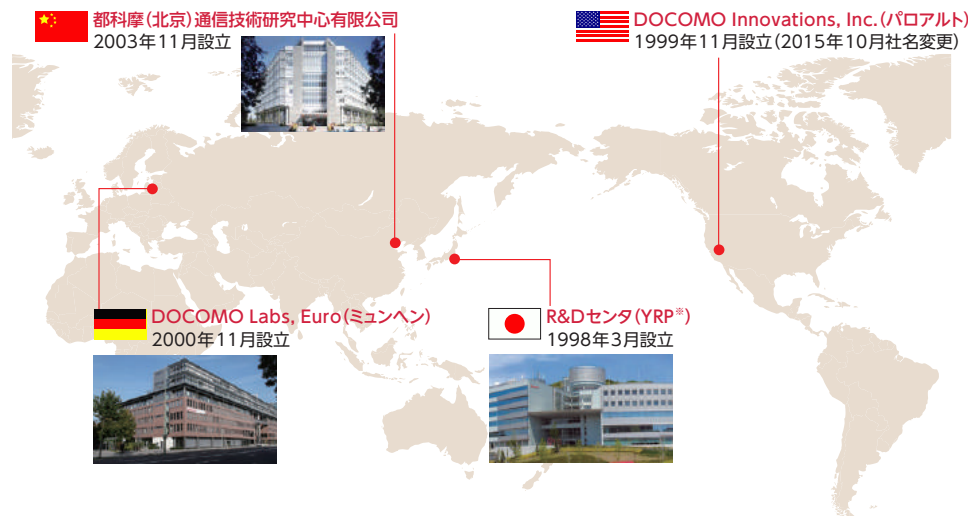 都科摩（北京）通信技術研究中心有限公司
2003年11月設立
DOCOMO Innovations, Inc.（パロアルト）
1999年11月設立（2015年10月社名変更）
DOCOMO Labs, Euro（ミュンヘン）
2000年11月設立
R&Dセンタ（YRP※）
1998年3月設立